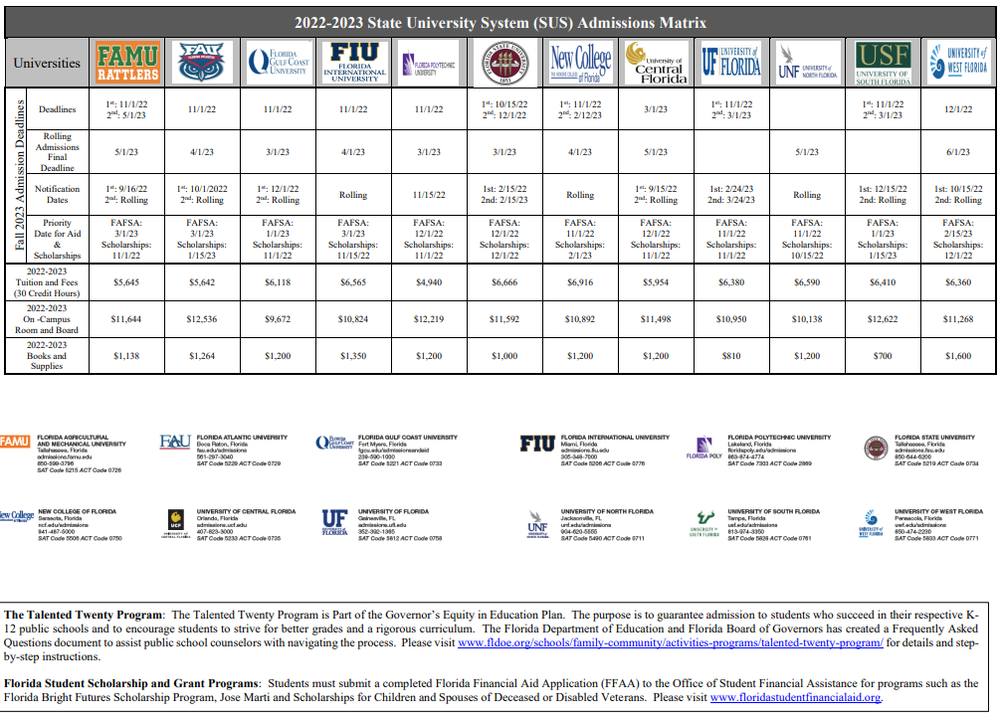 2022-2023 State University System (SUS) Admissions Matrix
Universities
FAMU RATTLERS
FAU
FLORIDA GULF COAST UNIVERSITY
FIU FLORIDA INTERNATIONAL UNIVERSITY
FLORIDA POLYTECHNIC UNIVERSITY
FLORIDA STATE UNIVERSITY 1851
New College of Florida
University of Central Florida
UF UNIVERSITY of FLORIDA
UNF UNIVERSITY of NORTH FLORIDA
USF UNIVERSITY OF SOUTH FLORIDA
UNIVERSITY of WEST FLORIDA
Fall 2023 Admission Deadlines
Deadlines
1st: 11/1/22 2nd: 5/1/23
11/1/22
11/1/22
11/1/22
11/1/22
1st: 10/15/22 2nd: 12/1/22
1st: 11/1/22 2nd: 2/12/23
3/1/23
1st: 11/1/22 2nd: 3/1/23
1st: 11/1/22 2nd: 3/1/23
12/1/22
Rolling Admissions Final Deadline
5/1/23
4/1/23
3/1/23
4/1/23
3/1/23
3/1/23
4/1/23
5/1/23
5/1/23
6/1/23
Notification Dates
1st: 9/16/22 2nd: Rolling
1st: 10/1/2022 2nd: Rolling
1st: 12/1/22 2nd: Rolling
Rolling
11/15/22
1st: 2/15/22 2nd: 2/15/23
Rolling
1st: 9/15/22 2nd: Rolling
1st: 2/24/23 2nd: 3/24/23
Rolling
1st: 12/15/22 2nd: Rolling
1st: 10/15/22 2nd: Rolling
Priority Date for Aid & Scholarships
FAFSA: 3/1/23 Scholarships: 11/1/22
FAFSA: 3/1/23 Scholarships: 1/15/23
FAFSA: 1/1/23 Scholarships: 11/1/22
FAFSA: 3/1/23 Scholarships: 11/15/22
FAFSA: 12/1/22 Scholarships: 11/1/22
FAFSA: 12/1/22 Scholarships: 12/1/22
FAFSA: 11/1/22 Scholarships: 2/1/23
FAFSA: 12/1/22 Scholarships: 11/1/22
FAFSA: 11/1/22 Scholarships: 11/1/22
FAFSA: 11/1/22 Scholarships: 10/15/22
FAFSA: 1/1/23 Scholarships: 1/15/23
FAFSA: 2/15/23 Scholarships: 12/1/22
2022-2023 Tuition and Fees (30 Credit Hours)
$5,645
$5,642
$6,118
$6,565
$4,940
$6,666
$6,916
$5,954
$6,380
$6,590
$6,410
$6,360
2022-2023 On -Campus Room and Board
$11,644
$12,536
$9,672
$10,824
$12,219
$11,592
$10,892
$11,498
$10,950
$10,138
$12,622
$11,268
2022-2023 Books and Supplies
$1,138
$1,264
$1,200
$1,350
$1,200
$1,000
$1,200
$1,200
$810
$1,200
$700
$1,600
FAMU
FLORIDA AGRICULTURAL
AND MECHANICAL UNIVERSITY
Tallahassee, Florida
admissions.famu.edu
850-599-3796
SAT Code 5215 ACT Code 0726
FAU
FLORIDA ATLANTIC UNIVERSITY
Boca Raton, Florida
fau.edu/admissions
561-297-3040
SAT Code 5229 ACT Code 0729
FLORIDA GULF COAST UNIVERSITY
FLORIDA GULF COAST UNIVERSITY
Fort Myers, Florida
fgcu.edu/admissionsandaid
239-590-1000
SAT Code 5221 ACT Code 0733
FIU
FLORIDA INTERNATIONAL UNIVERSITY
Miami, Florida
admissions.fiu.edu
305-348-7000
SAT Code 5206 ACT Code 0776
FLORIDA POLY
FLORIDA POLYTECHNIC UNIVERSITY
Lakeland, Florida
floridapoly.edu/admissions
863-874-4774
SAT Code 7303 ACT Code 2869
FLORIDA STATE UNIVERSITY
Tallahassee, Florida
admissions.fsu.edu
850-644-6200
SAT Code 5219 ACT Code 0734
New College
NEW COLLEGE OF FLORIDA
Sarasota, Florida
ncf.edu/admissions
941-487-5000
SAT Code 5506 ACT Code 0750
UCF
UNIVERSITY OF CENTRAL FLORIDA
UNIVERSITY OF CENTRAL FLORIDA
Orlando, Florida
admissions.ucf.edu
407-823-3000
SAT Code 5233 ACT Code 0735
UF FLORIDA
UNIVERSITY OF FLORIDA
Gainesville, FL
admissions.ufl.edu
352-392-1365
SAT Code 5812 ACT Code 0758
UNF
UNIVERSITY OF NORTH FLORIDA
Jacksonville, FL
unf.edu/admissions
904-620-5555
SAT Code 5490 ACT Code 0711
UNIVERSITY of SOUTH FLORIDA
UNIVERSITY OF SOUTH FLORIDA
Tampa, Florida
usf.edu/admissions
813-974-3350
SAT Code 5828 ACT Code 0761
UNIVERSITY of WEST FLORIDA
UNIVERSITY OF WEST FLORIDA
Pensacola, Florida
uwf.edu/admissions
850-474-2230
SAT Code 5833 ACT Code 0771
The Talented Twenty Program: The Talented Twenty Program is Part of the Governor's Equity in Education Plan. The purpose is to guarantee admission to students who succeed in their respective K-
12 public schools and to encourage students to strive for better grades and a rigorous curriculum. The Florida Department of Education and Florida Board of Governors has created a Frequently Asked
Questions document to assist public school counselors with navigating the process. Please visit www.fldoe.org/schools/family-community/activities-programs/talented-twenty-program/ for details and step-
by-step instructions.
Florida Student Scholarship and Grant Programs: Students must submit a completed Florida Financial Aid Application (FFAA) to the Office of Student Financial Assistance for programs such as the
Florida Bright Futures Scholarship Program, Jose Marti and Scholarships for Children and Spouses of Deceased or Disabled Veterans. Please visit www.floridastudentfinancialaid.org.